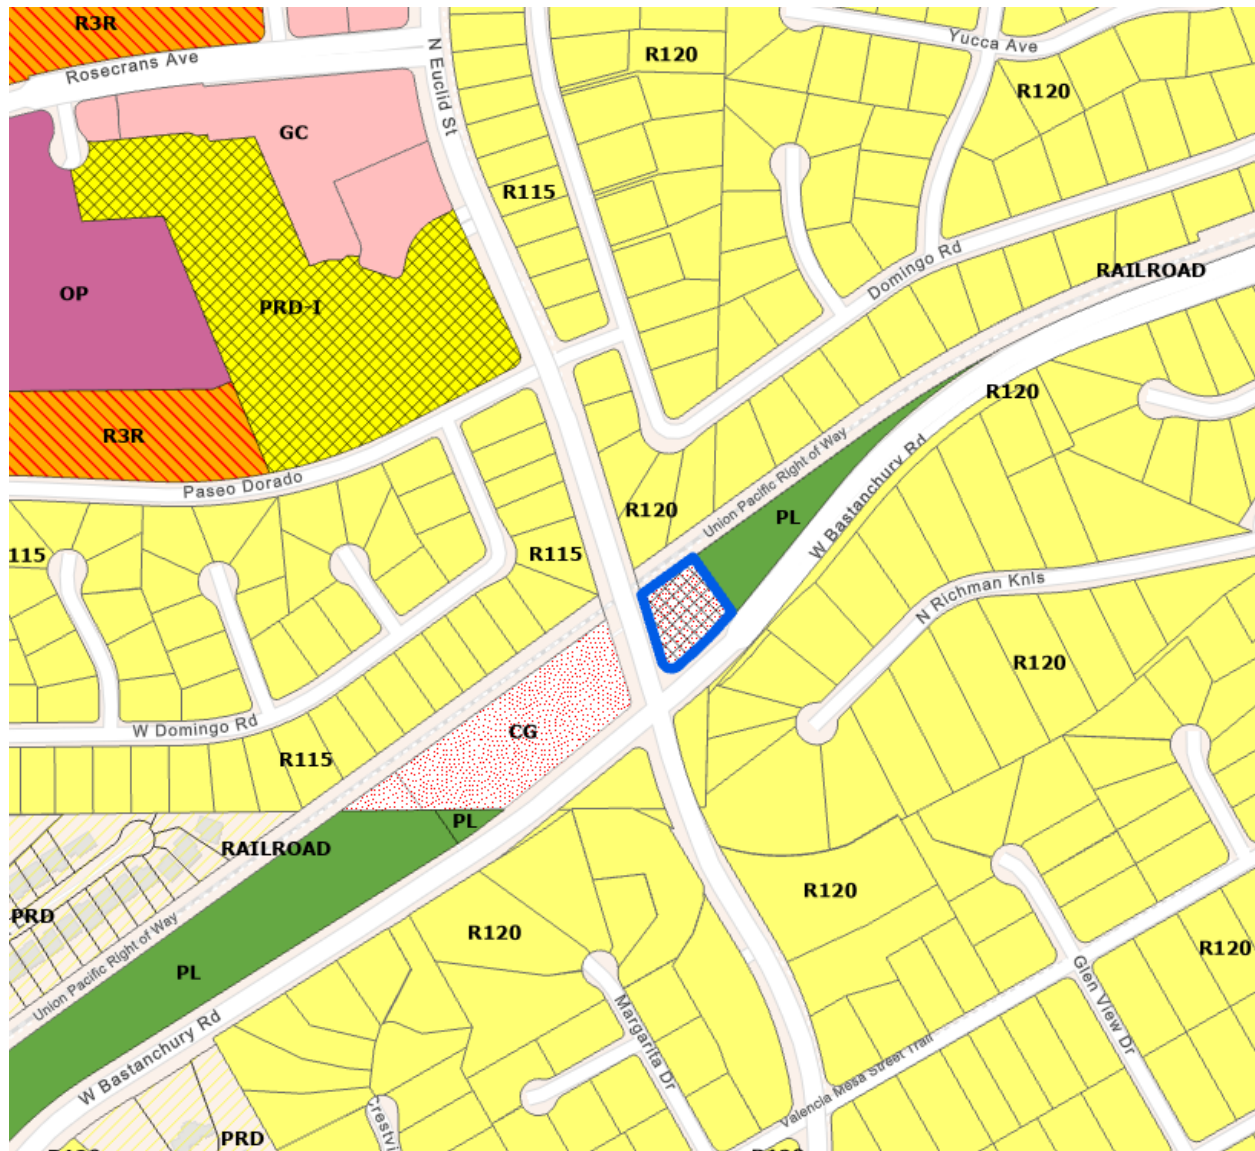 R3R
Rosecrans Ave
N Euclid St
R120
Yucca Ave
R120
GC
R115
OP
PRD-I
Domingo Rd
RAILROAD
R3R
Paseo Dorado
R120
Union Pacific Right of Way
W Bastanchury Rd
R120
PL
115
R115
N Richman Knls
R120
W Domingo Rd
CG
R115
PL
RAILROAD
R120
PRD
Union Pacific Right of Way
R120
R120
PL
Glen View Dr
Margarita Dr
W Bastanchury Rd
Valencia Mesa Street Trail
Crestvi
PRD